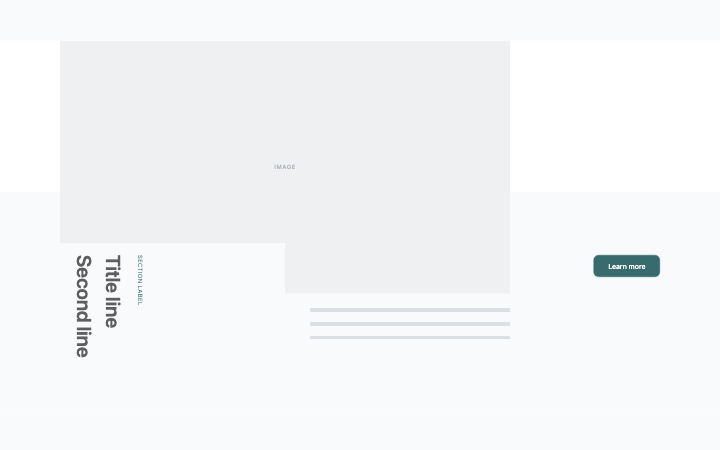 IMAGE
SECTION LABEL
Title line
Second line
Learn more